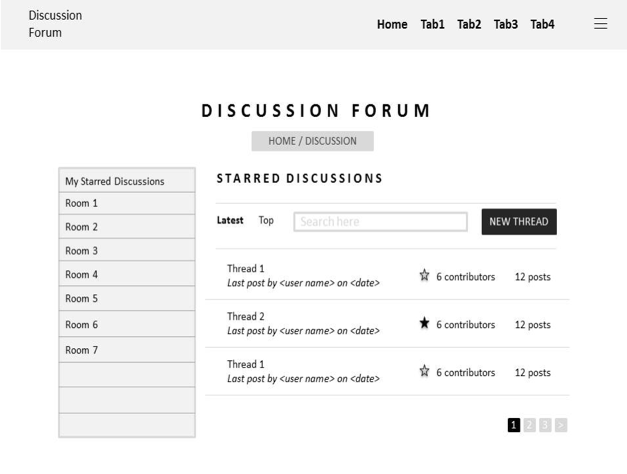 Discussion
Forum
Home Tab1 Tab2 Tab3 Tab4
DISCUSSION FORUM
HOME / DISCUSSION
My Starred Discussions
Room 1
Room 2
Room 3
Room 4
Room 5
Room 6
Room 7
STARRED DISCUSSIONS
Latest Top Search here NEW THREAD
Thread 1
Last post by <user name> on <date>
6 contributors 12 posts
Thread 2
Last post by <user name> on <date>
6 contributors 12 posts
Thread 1
Last post by <user name> on <date>
6 contributors 12 posts
1 2 3 >